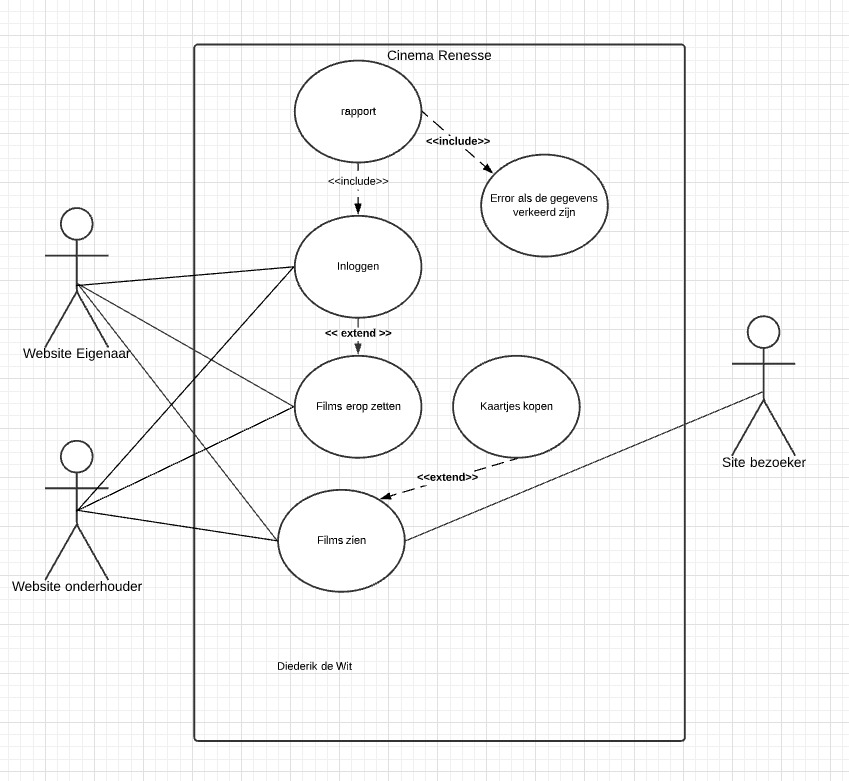 Cinema Renesse
rapport
<<include>>
<<include>>
Error als de gegevens
verkeerd zijn
Inloggen
<< extend >>
Website Eigenaar
Films erop zetten
Kaartjes kopen
Site bezoeker
<<extend>>
Films zien
Website onderhouder
Diederik de Wit